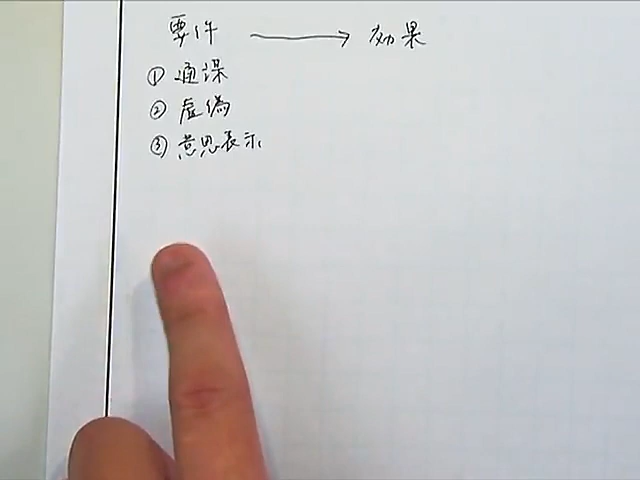 要件 → 効果
① 通謀
② 虚偽
③ 意思表示